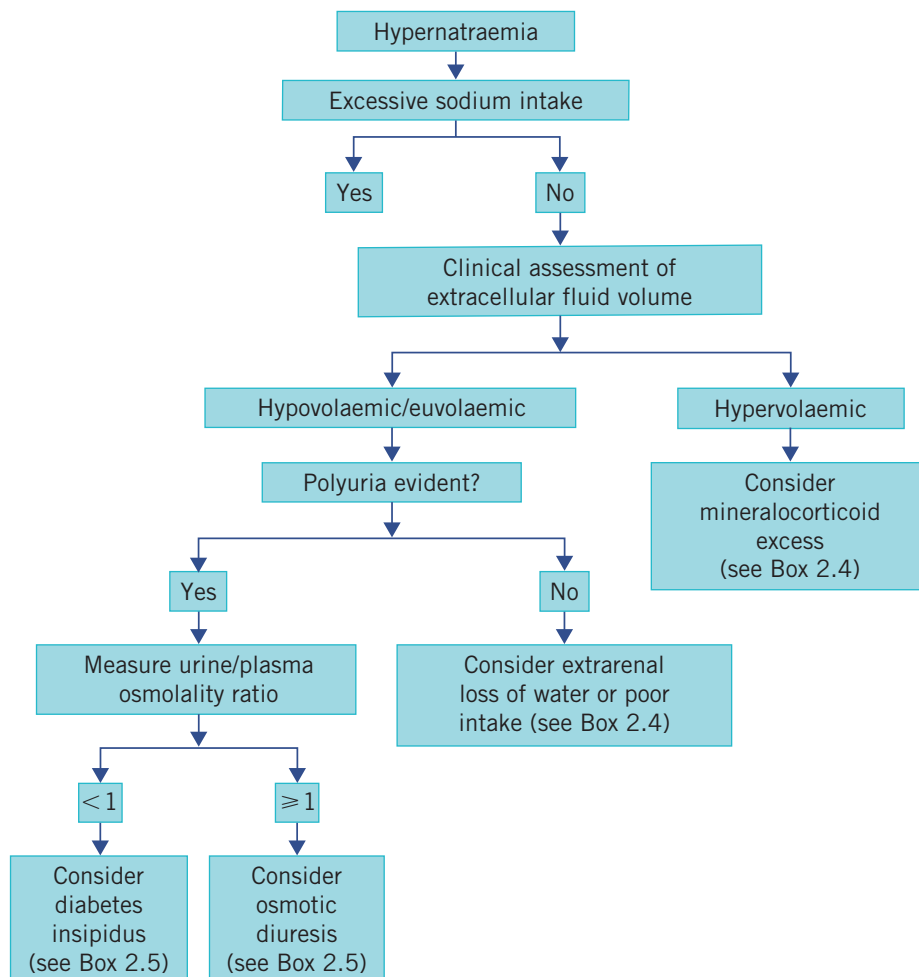 Hypernatraemia
Excessive sodium intake
Yes
No
Clinical assessment of
extracellular fluid volume
Hypovolaemic/euvolaemic
Hypervolaemic
Polyuria evident?
Consider
mineralocorticoid
excess
(see Box 2.4)
Yes
No
Measure urine/plasma
osmolality ratio
Consider extrarenal
loss of water or poor
intake (see Box 2.4)
< 1
⩾ 1
Consider
diabetes
insipidus
(see Box 2.5)
Consider
osmotic
diuresis
(see Box 2.5)